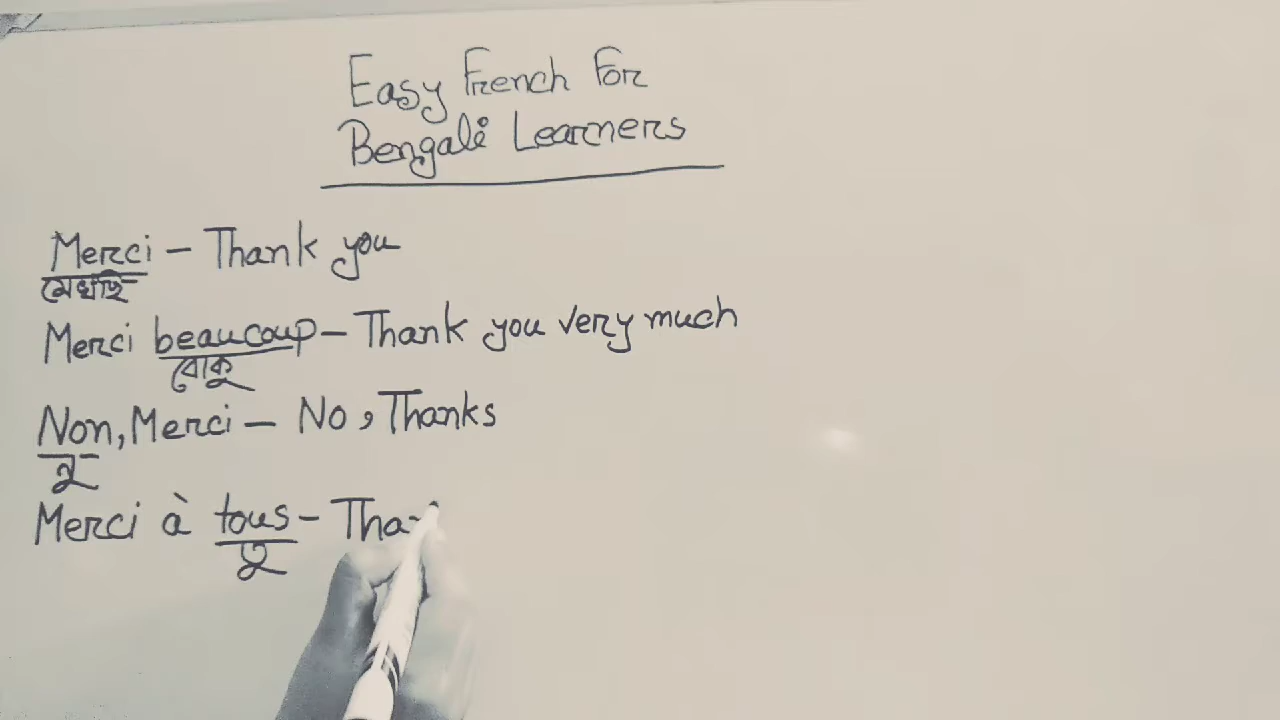 Easy French For
Bengali Learners
Merci - Thank you
মেখছি
Merci beaucoup - Thank you very much
বোকু
Non, Merci - No, Thanks
নু
Merci à tous - Tha
তু